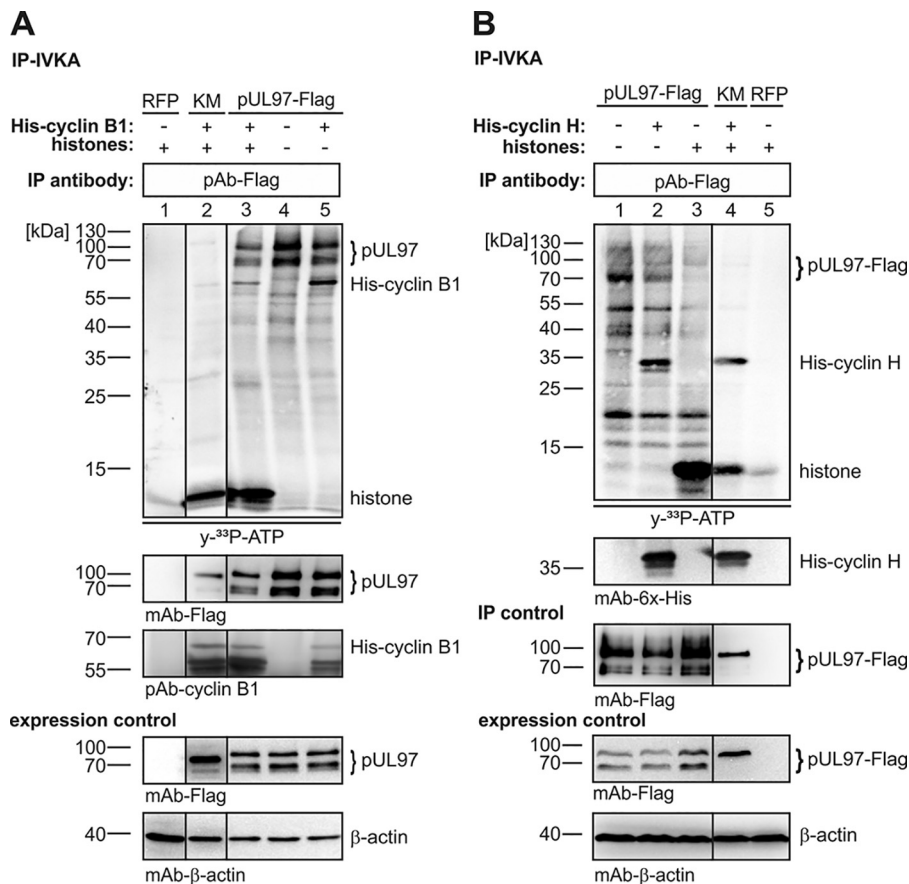 A
IP-IVKA
RFP KM pUL97-Flag
His-cyclin B1: - + + - +
histones: + + + - -
IP antibody: pAb-Flag
1 2 3 4 5
[kDa] 130
100
70
55
40
35
25
15
} pUL97
His-cyclin B1
histone
γ-³³P-ATP
100
70
} pUL97
mAb-Flag
70
55
His-cyclin B1
pAb-cyclin B1
expression control
100
70
} pUL97
mAb-Flag
40
β-actin
mAb-β-actin
B
IP-IVKA
pUL97-Flag KM RFP
His-cyclin H: - + - + -
histones: - - + + +
IP antibody: pAb-Flag
1 2 3 4 5
[kDa] 130
100
70
55
40
35
25
15
} pUL97-Flag
His-cyclin H
histone
γ-³³P-ATP
35
His-cyclin H
mAb-6x-His
IP control
100
70
} pUL97-Flag
mAb-Flag
expression control
100
70
} pUL97-Flag
mAb-Flag
40
β-actin
mAb-β-actin